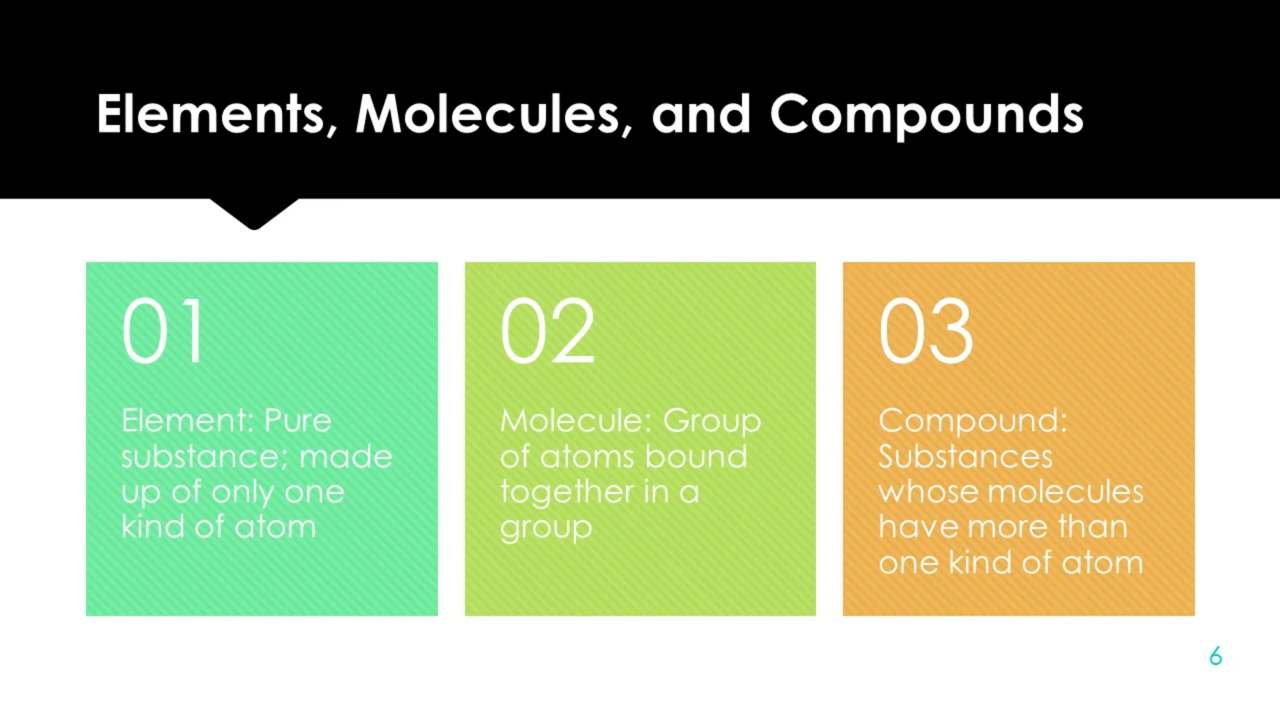 Elements, Molecules, and Compounds
01
Element: Pure
substance; made
up of only one
kind of atom
02
Molecule: Group
of atoms bound
together in a
group
03
Compound:
Substances
whose molecules
have more than
one kind of atom
6